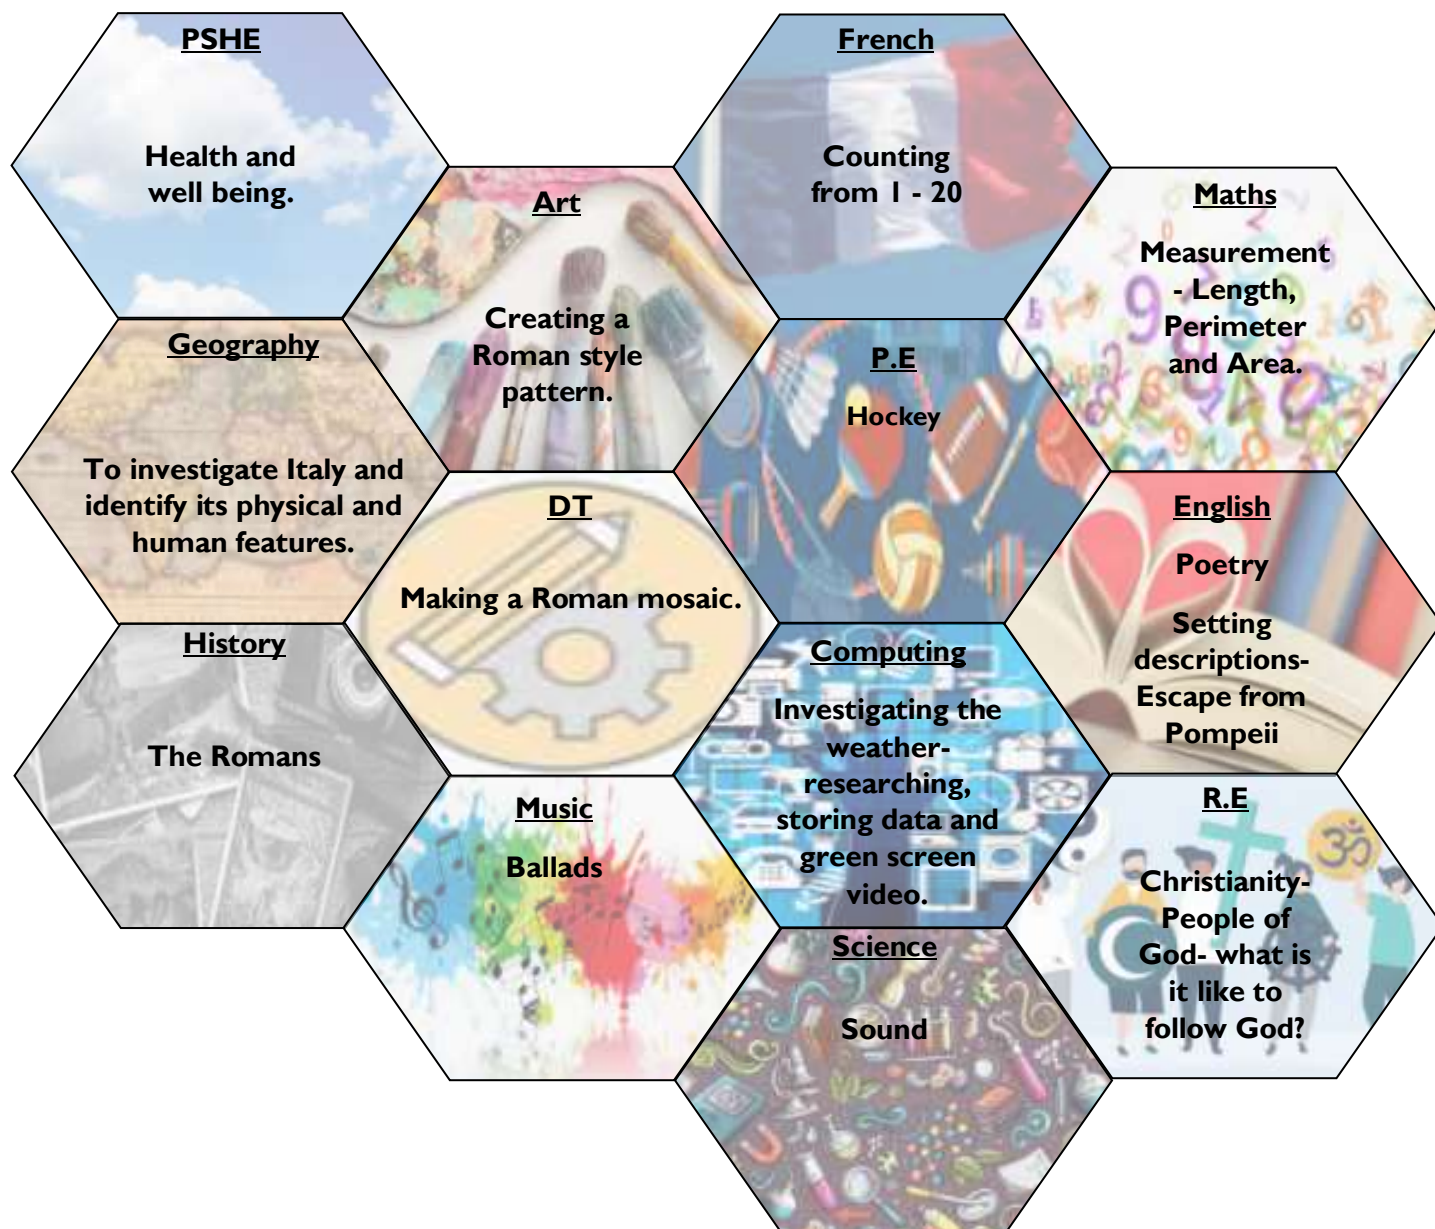 PSHE
Health and
well being.
French
Counting
from 1 - 20
Art
Creating a
Roman style
pattern.
Maths
Measurement
- Length,
Perimeter
and Area.
Geography
To investigate Italy and
identify its physical and
human features.
P.E
Hockey
DT
Making a Roman mosaic.
English
Poetry
Setting
descriptions-
Escape from
Pompeii
History
The Romans
Computing
Investigating the
weather-
researching,
storing data and
green screen
video.
Music
Ballads
R.E
Christianity-
People of
God- what is
it like to
follow God?
Science
Sound